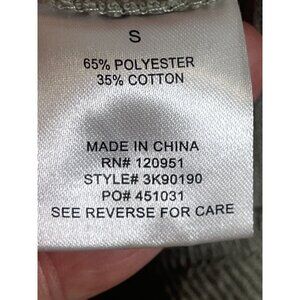 S
65% POLYESTER
35% COTTON
MADE IN CHINA
RN# 120951
STYLE# 3K90190
PO# 451031
SEE REVERSE FOR CARE